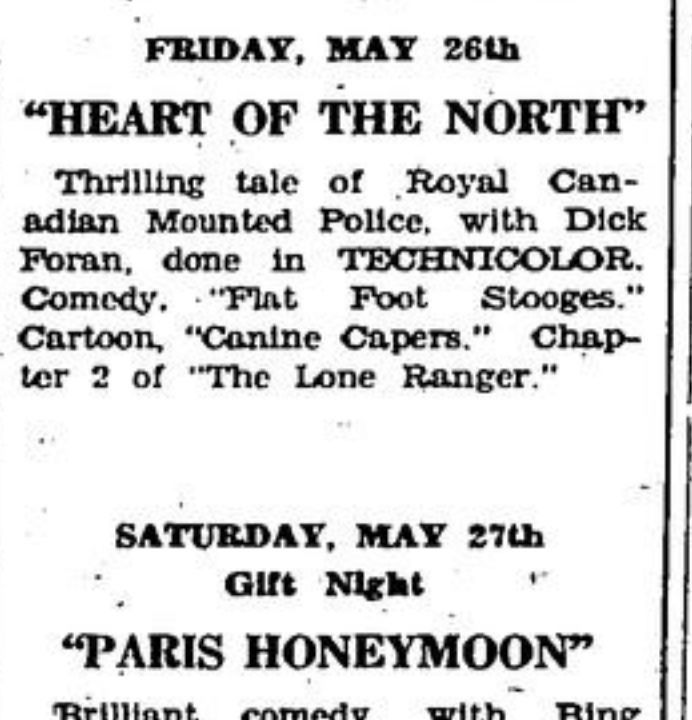 FRIDAY, MAY 26th
"HEART OF THE NORTH"
Thrilling tale of Royal Can-
adian Mounted Police, with Dick
Foran, done in TECHNICOLOR.
Comedy, "Flat Foot Stooges."
Cartoon, "Canine Capers." Chap-
ter 2 of "The Lone Ranger."
SATURDAY, MAY 27th
Gift Night
"PARIS HONEYMOON"
Brilliant comedy with Bing